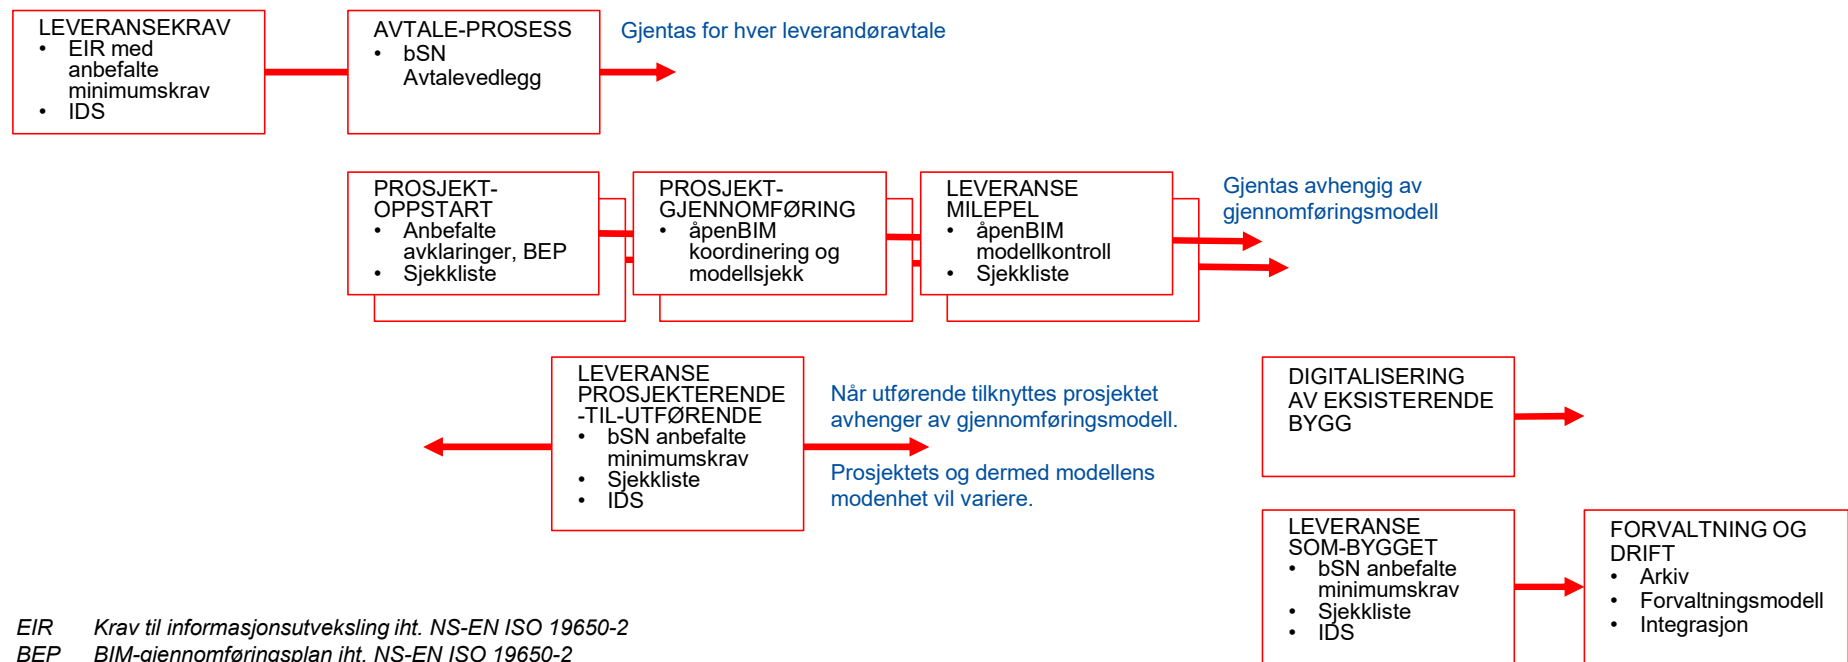 LEVERANSEKRAV
• EIR med
anbefalte
minimumskrav
• IDS
AVTALE-PROSESS
• bSN
Avtalevedlegg
Gjentas for hver leverandøravtale
PROSJEKT-
OPPSTART
• Anbefalte
avklaringer, BEP
• Sjekkliste
PROSJEKT-
GJENNOMFØRING
• åpenBIM
koordinering og
modellsjekk
LEVERANSE
MILEPEL
• åpenBIM
modellkontroll
• Sjekkliste
Gjentas avhengig av
gjennomføringsmodell
LEVERANSE
PROSJEKTERENDE
-TIL-UTFØRENDE
• bSN anbefalte
minimumskrav
• Sjekkliste
• IDS
Når utførende tilknyttes prosjektet
avhenger av gjennomføringsmodell.
Prosjektets og dermed modellens
modenhet vil variere.
DIGITALISERING
AV EKSISTERENDE
BYGG
LEVERANSE
SOM-BYGGET
• bSN anbefalte
minimumskrav
• Sjekkliste
• IDS
FORVALTNING OG
DRIFT
• Arkiv
• Forvaltningsmodell
• Integrasjon
EIR Krav til informasjonsutveksling iht. NS-EN ISO 19650-2
BEP BIM-gjennomføringsplan iht. NS-EN ISO 19650-2